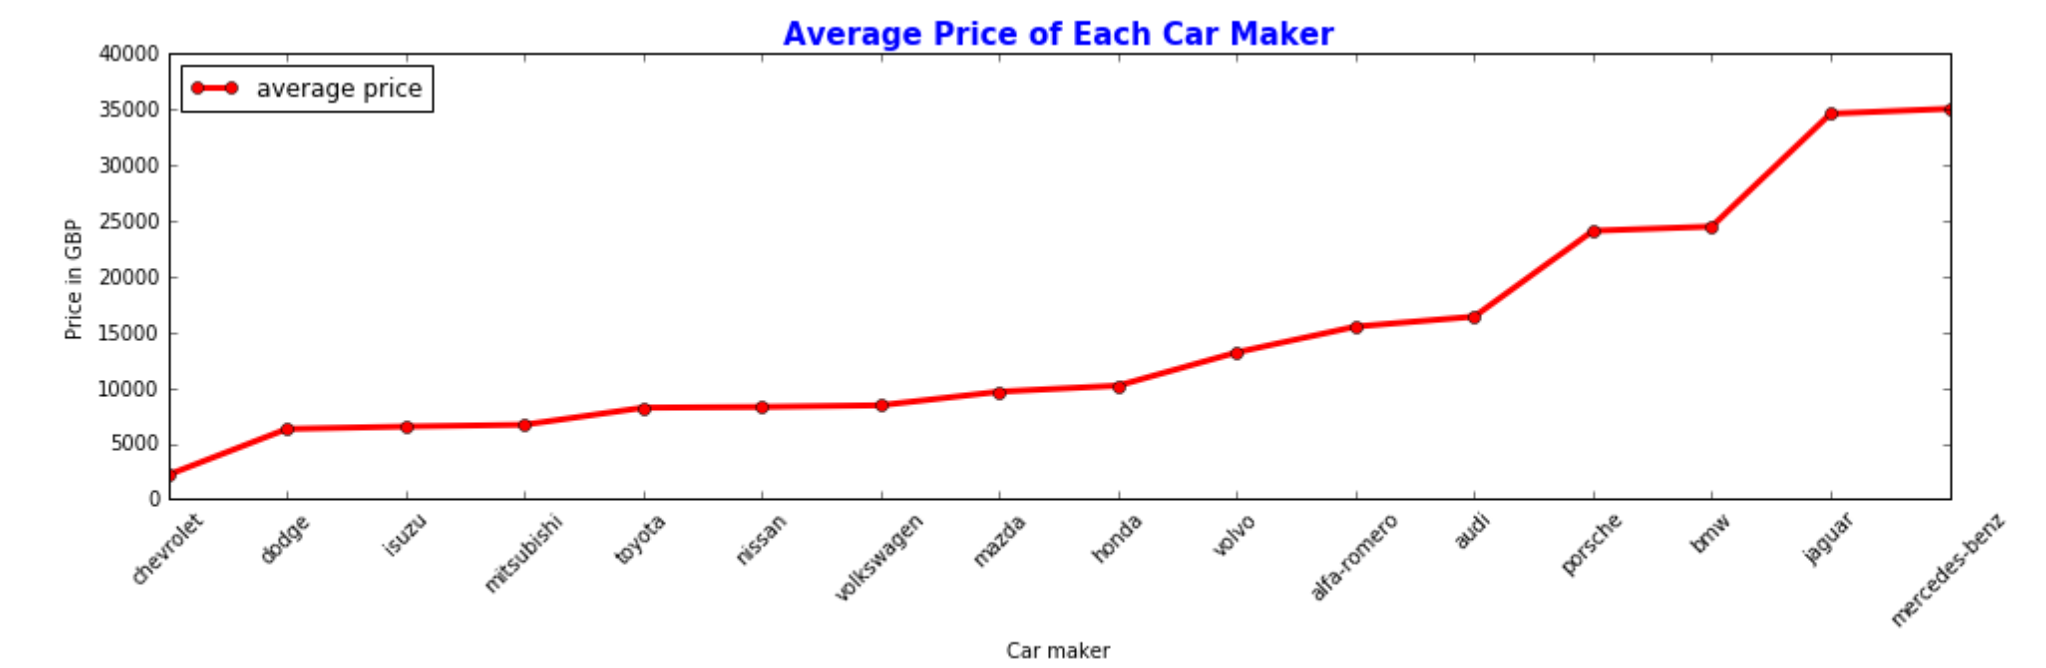 Average Price of Each Car Maker
average price
40000
35000
30000
25000
20000
15000
10000
5000
0
Price in GBP
chevrolet
dodge
isuzu
mitsubishi
toyota
nissan
volkswagen
mazda
honda
volvo
alfa-romero
audi
porsche
bmw
jaguar
mercedes-benz
Car maker